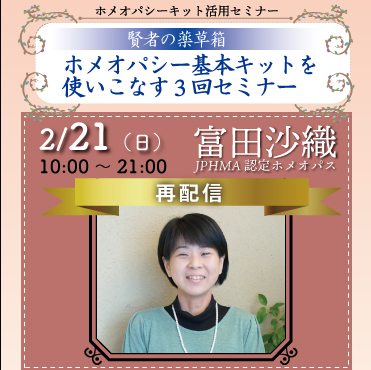 ホメオパシーキット活用セミナー
賢者の薬草箱
ホメオパシー基本キットを
使いこなす3回セミナー
2/21（日） 富田沙織
10:00 ～ 21:00 JPHMA 認定ホメオパス
再配信